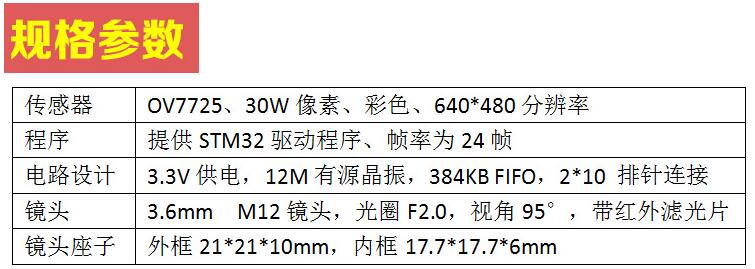 规格参数
传感器 OV7725、30W 像素、彩色、640*480 分辨率
程序 提供 STM32 驱动程序、帧率为 24 帧
电路设计 3.3V 供电，12M 有源晶振，384KB FIFO，2*10 排针连接
镜头 3.6mm M12 镜头，光圈 F2.0，视角 95°，带红外滤光片
镜头座子 外框 21*21*10mm，内框 17.7*17.7*6mm